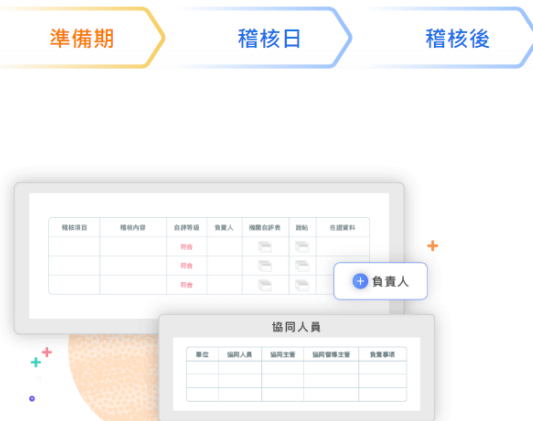 準備期
稽核日
稽核後
稽核項目 稽核內容 自評等級 負責人 機關自評表 佐證資料
符合
符合
符合
負責人
協同人員
單位 協同人員 協同主管 協同督導主管 負責事項